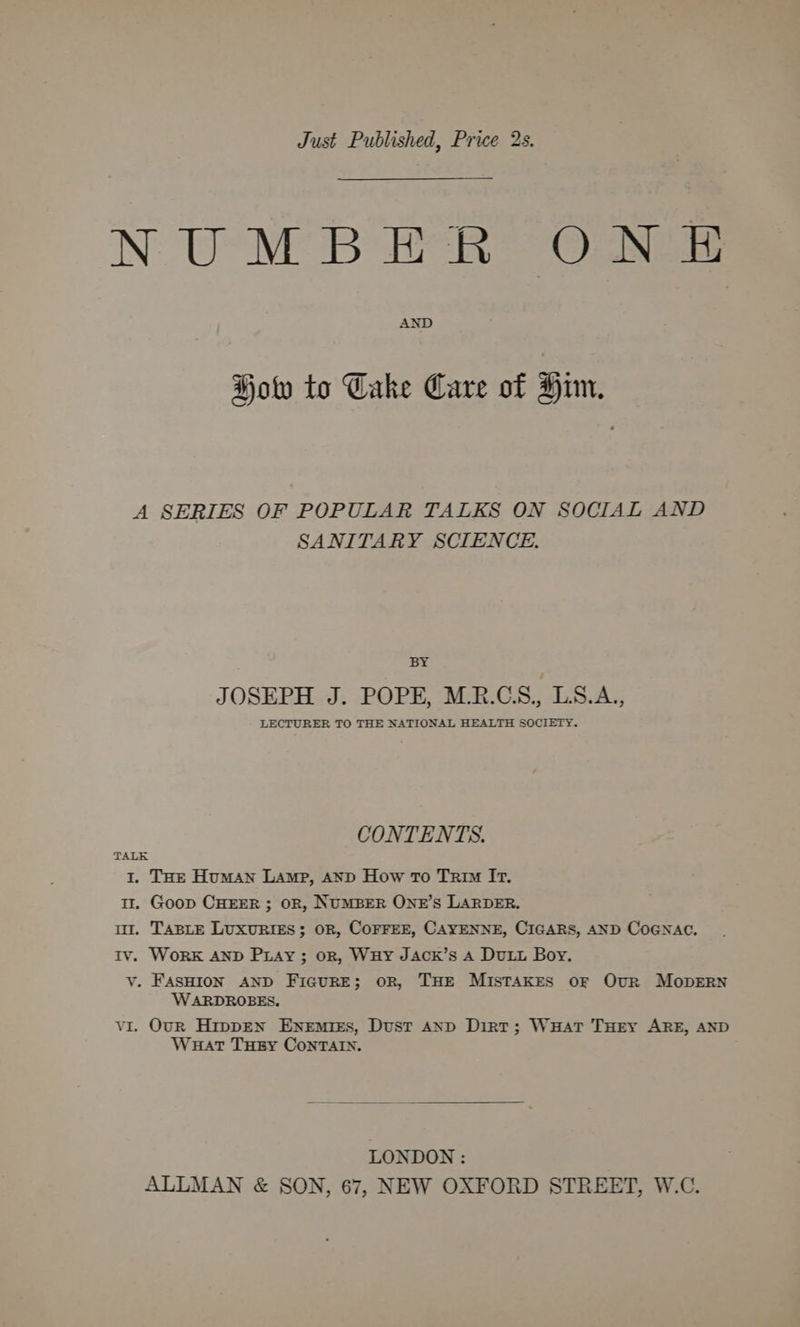 Just Published, Price 2s.
NUMBER ONE
AND
How to Take Care of Him.
A SERIES OF POPULAR TALKS ON SOCIAL AND
SANITARY SCIENCE.
BY
JOSEPH J. POPE, M.R.C.S., L.S.A.,
LECTURER TO THE NATIONAL HEALTH SOCIETY.
CONTENTS.
TALK
I. THE HUMAN LAMP, AND HOW TO TRIM IT.
II. GOOD CHEER; OR, NUMBER ONE'S LARDER.
III. TABLE LUXURIES; OR, COFFEE, CAYENNE, CIGARS, AND COGNAC.
IV. WORK AND PLAY; OR, WHY JACK'S A DULL BOY.
V. FASHION AND FIGURE; OR, THE MISTAKES OF OUR MODERN
WARDROBES.
VI. OUR HIDDEN ENEMIES, DUST AND DIRT; WHAT THEY ARE, AND
WHAT THEY CONTAIN.
LONDON:
ALLMAN & SON, 67, NEW OXFORD STREET, W.C.